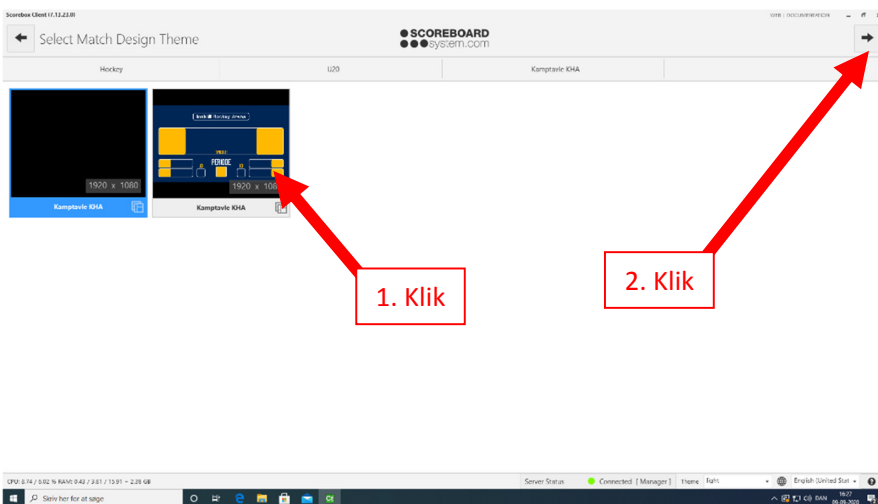 Scorebox Client (7.13.23.0)
Select Match Design Theme
SCOREBOARD
system.com
Hockey
U20
Kamptavle KHA
PERIODE
1920 x 1080
1920 x 108
Kamptavle KHA
Kamptavle KHA
1. Klik
2. Klik
Server Status
Connected [ Manager ]
Theme
light
English (United Stat
Skriv her for at søge
DAN
16:27